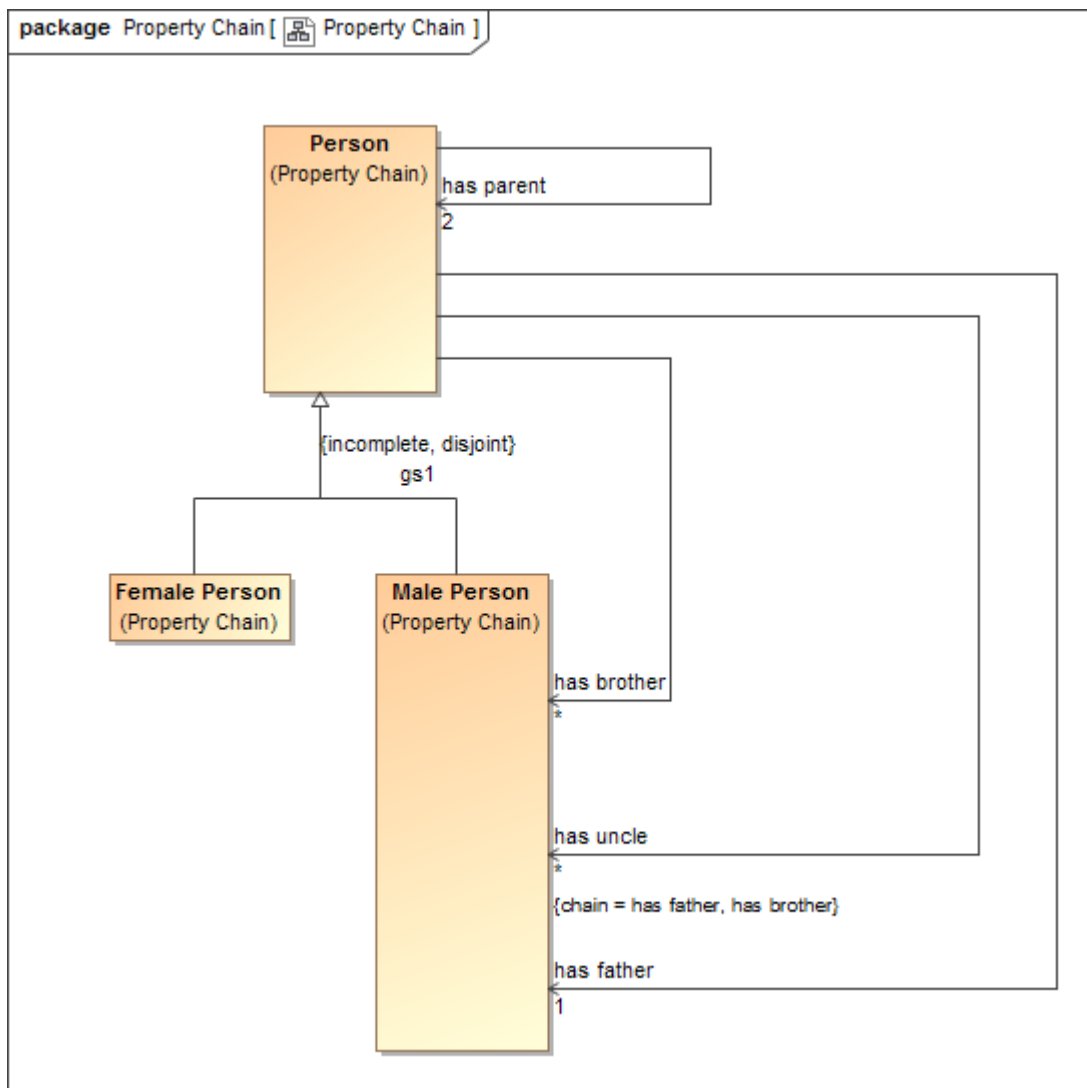 package Property Chain [ Property Chain ]
Person
(Property Chain)
has parent
2
{incomplete, disjoint}
gs1
Female Person
(Property Chain)
Male Person
(Property Chain)
has brother
*
has uncle
*
{chain = has father, has brother}
has father
1